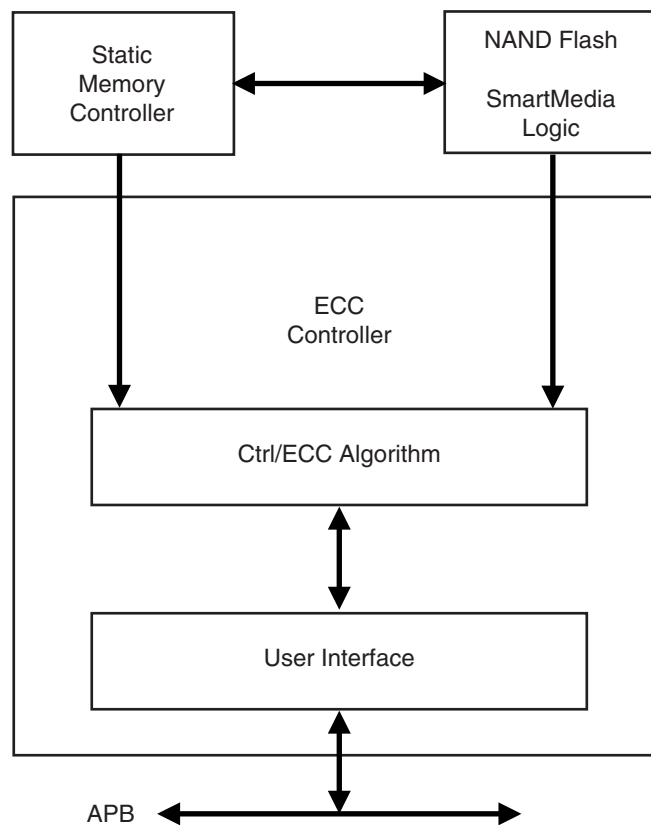 Static
Memory
Controller
NAND Flash
SmartMedia
Logic
ECC
Controller
Ctrl/ECC Algorithm
User Interface
APB